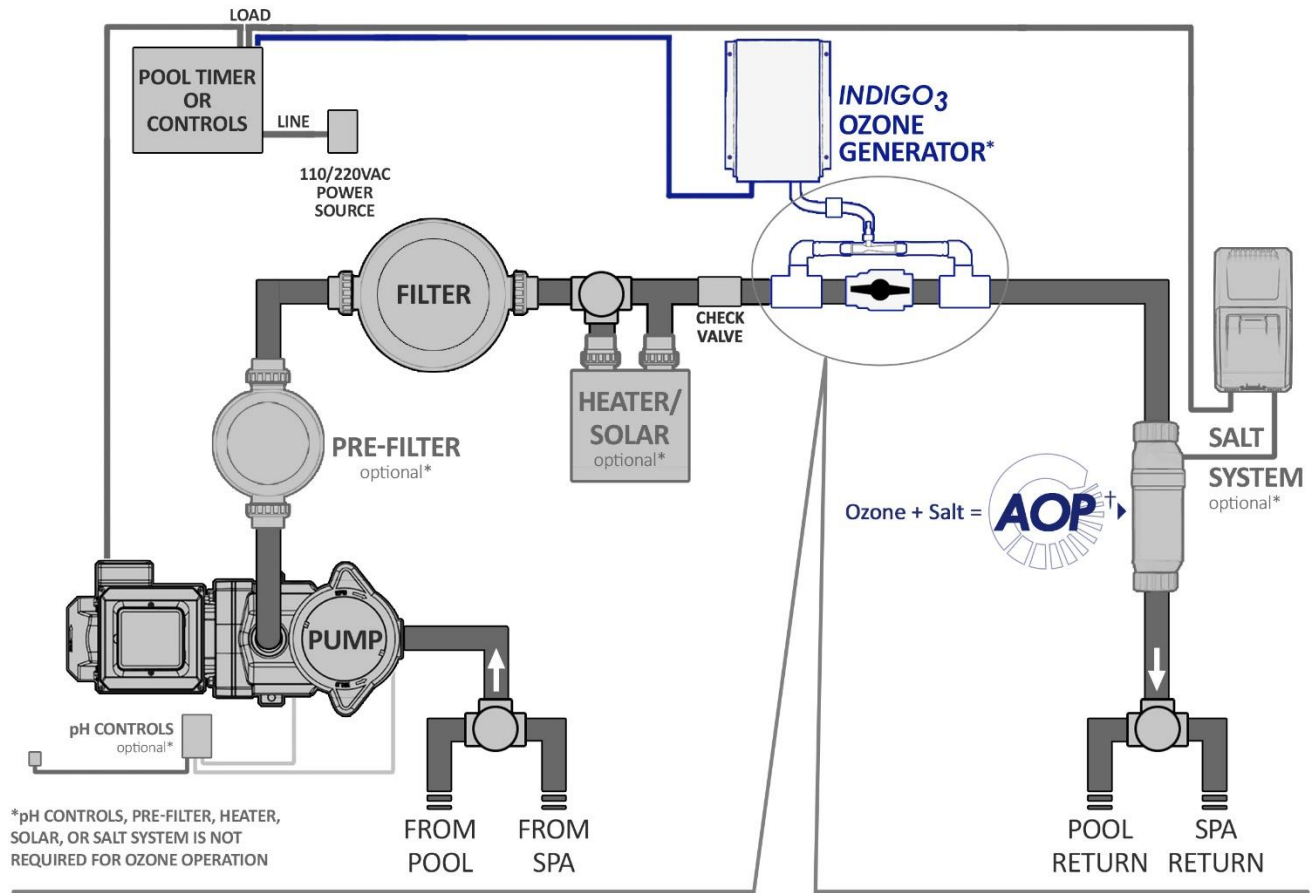 LOAD
POOL TIMER
OR
CONTROLS
LINE
110/220VAC
POWER
SOURCE
INDIGO3
OZONE
GENERATOR*
FILTER
CHECK
VALVE
HEATER/
SOLAR
optional*
PRE-FILTER
optional*
SALT
SYSTEM
optional*
Ozone + Salt = AOP†
PUMP
pH CONTROLS
optional*
*pH CONTROLS, PRE-FILTER, HEATER,
SOLAR, OR SALT SYSTEM IS NOT
REQUIRED FOR OZONE OPERATION
FROM
POOL
FROM
SPA
POOL
RETURN
SPA
RETURN